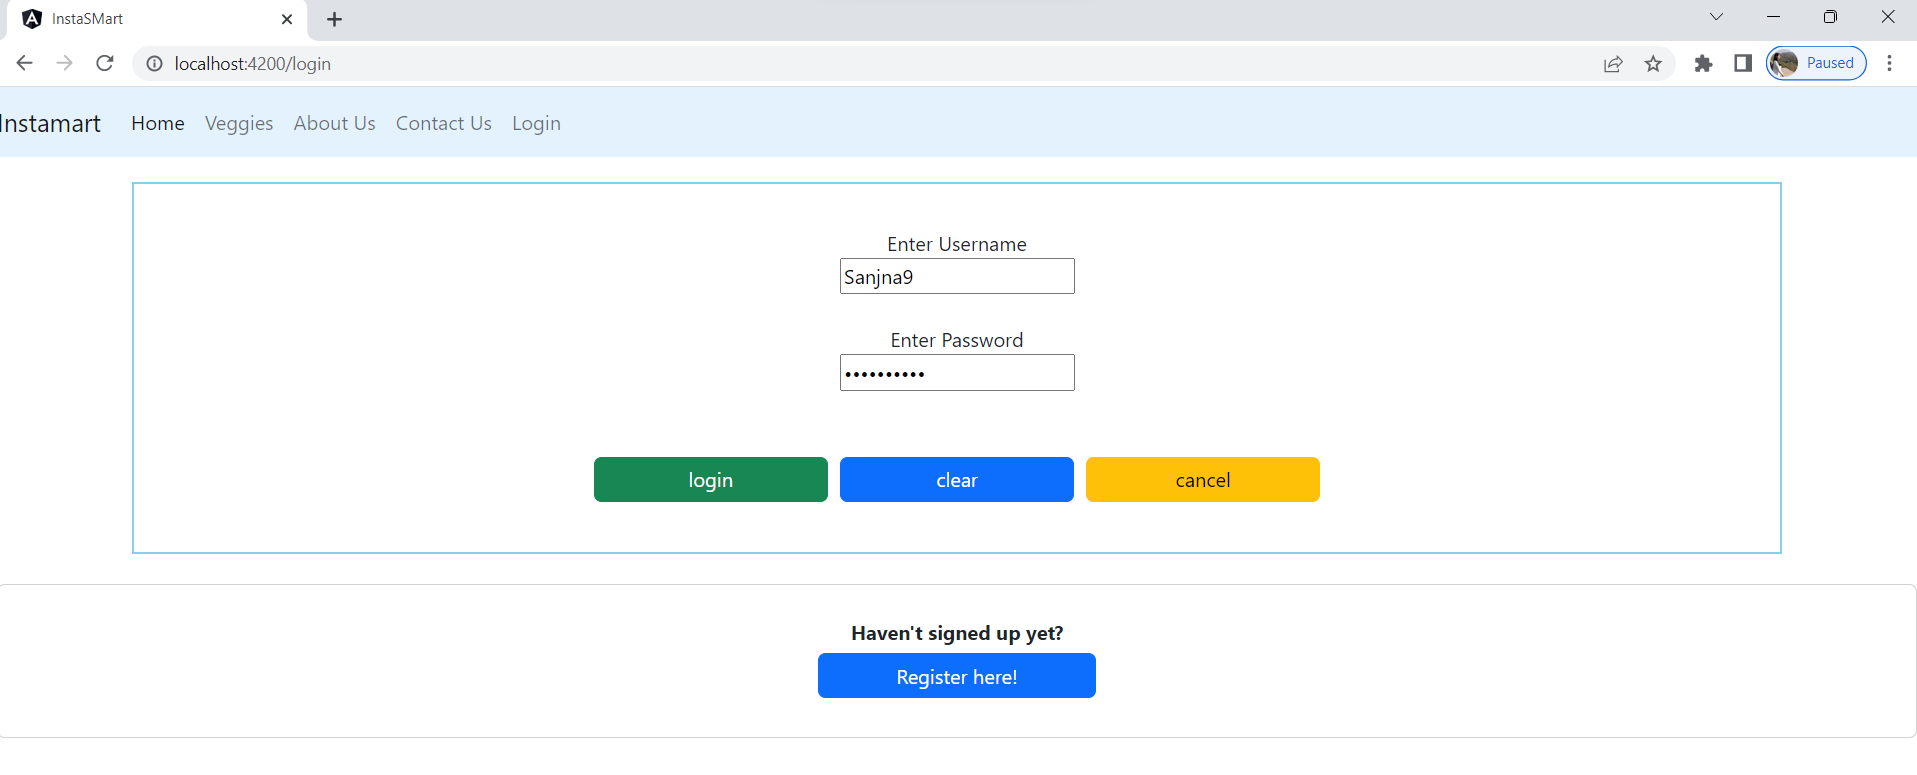 InstaSMart
localhost:4200/login
Paused
Instamart Home Veggies About Us Contact Us Login
Enter Username
Sanjna9
Enter Password
••••••••••
login clear cancel
Haven't signed up yet?
Register here!